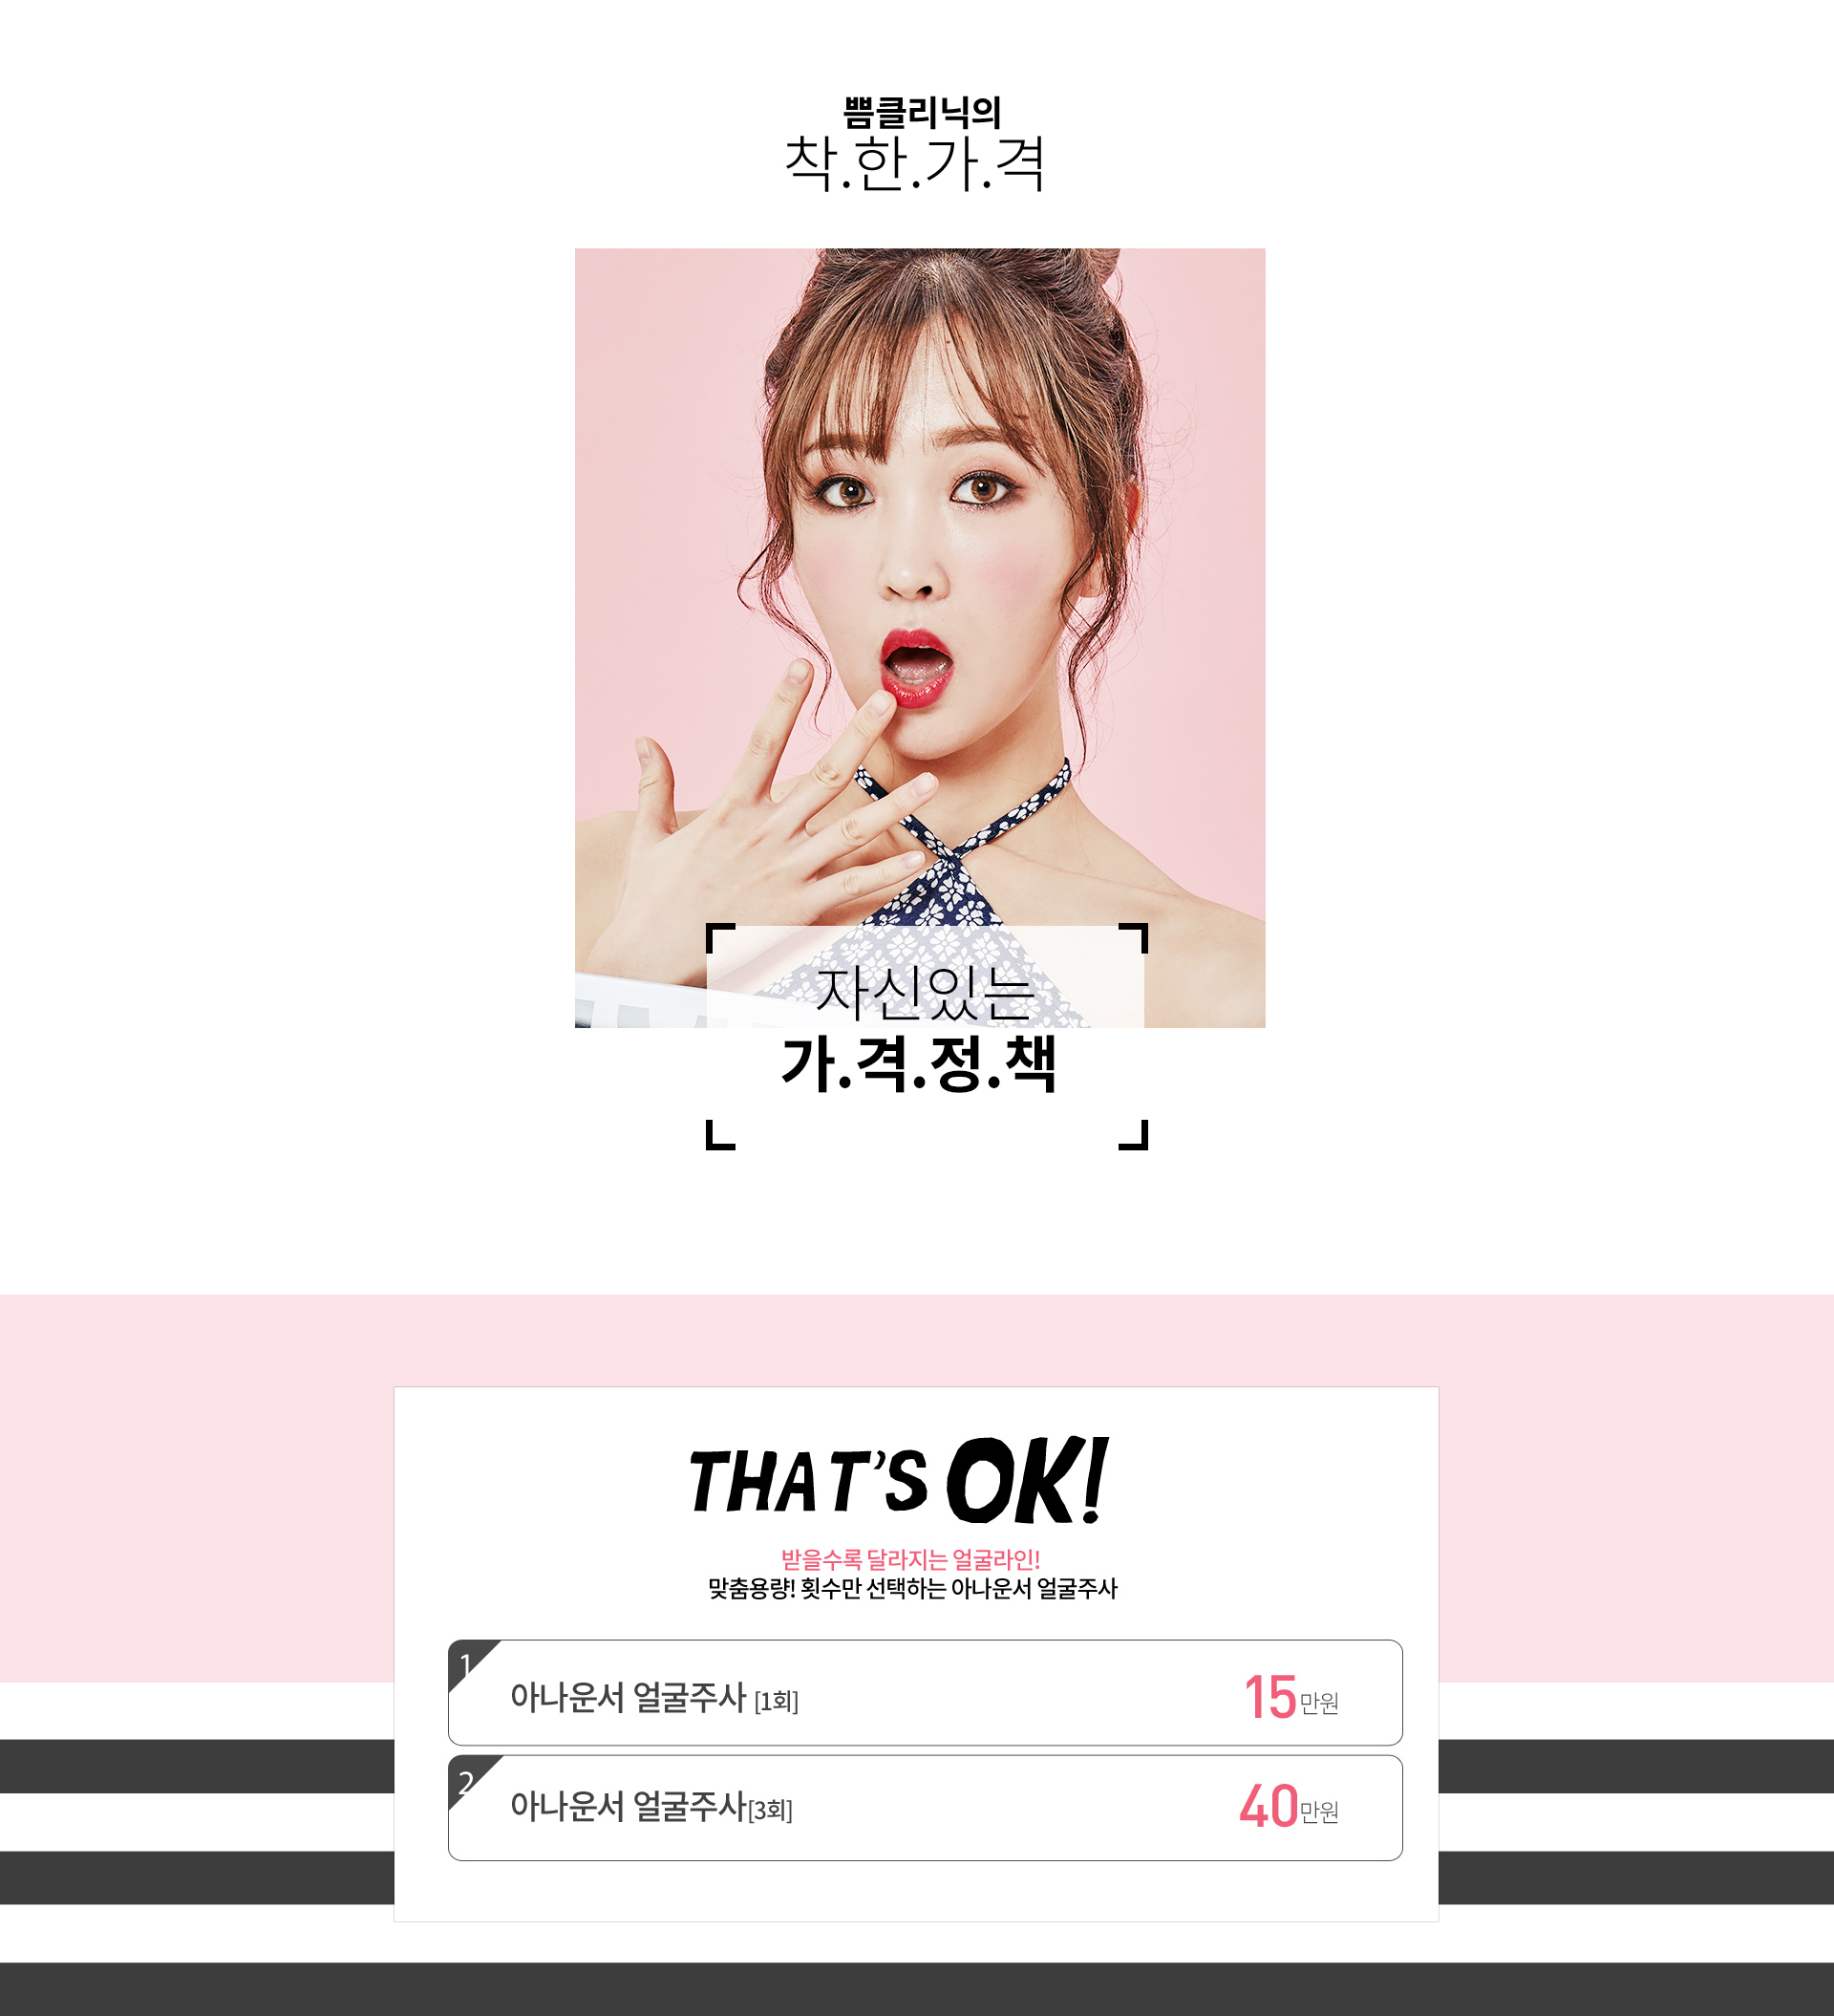 쁨클리닉의
착.한.가.격
자신있는
가.격.정.책
THAT'S OK!
받을수록 달라지는 얼굴라인!
맞춤용량! 횟수만 선택하는 아나운서 얼굴주사
1
아나운서 얼굴주사 [1회] 15만원
2
아나운서 얼굴주사[3회] 40만원